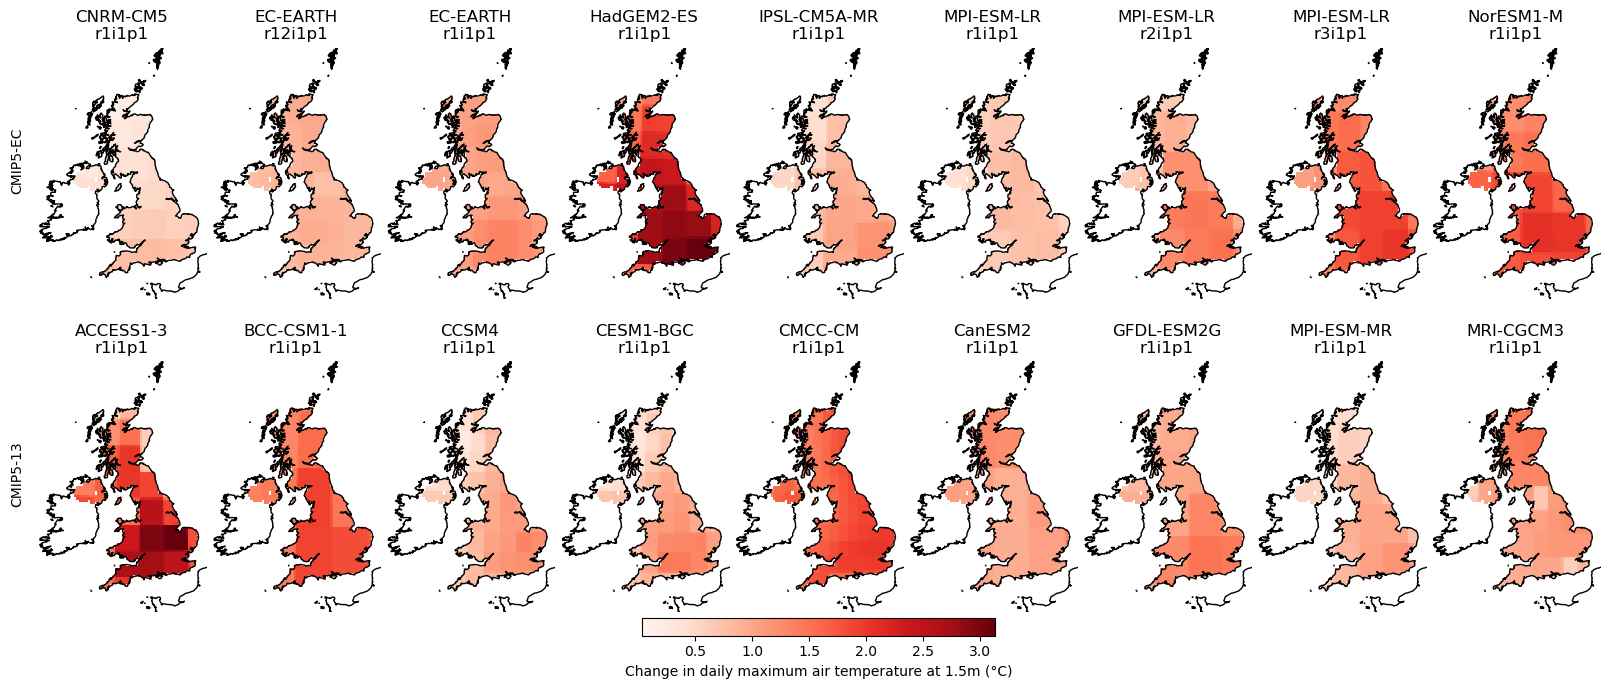 CNRM-CM5 EC-EARTH EC-EARTH HadGEM2-ES IPSL-CM5A-MR MPI-ESM-LR MPI-ESM-LR MPI-ESM-LR NorESM1-M
r1i1p1 r12i1p1 r1i1p1 r1i1p1 r1i1p1 r1i1p1 r2i1p1 r3i1p1 r1i1p1
CMIP5-EC
ACCESS1-3 BCC-CSM1-1 CCSM4 CESM1-BGC CMCC-CM CanESM2 GFDL-ESM2G MPI-ESM-MR MRI-CGCM3
r1i1p1 r1i1p1 r1i1p1 r1i1p1 r1i1p1 r1i1p1 r1i1p1 r1i1p1 r1i1p1
CMIP5-13
0.5 1.0 1.5 2.0 2.5 3.0
Change in daily maximum air temperature at 1.5m (°C)